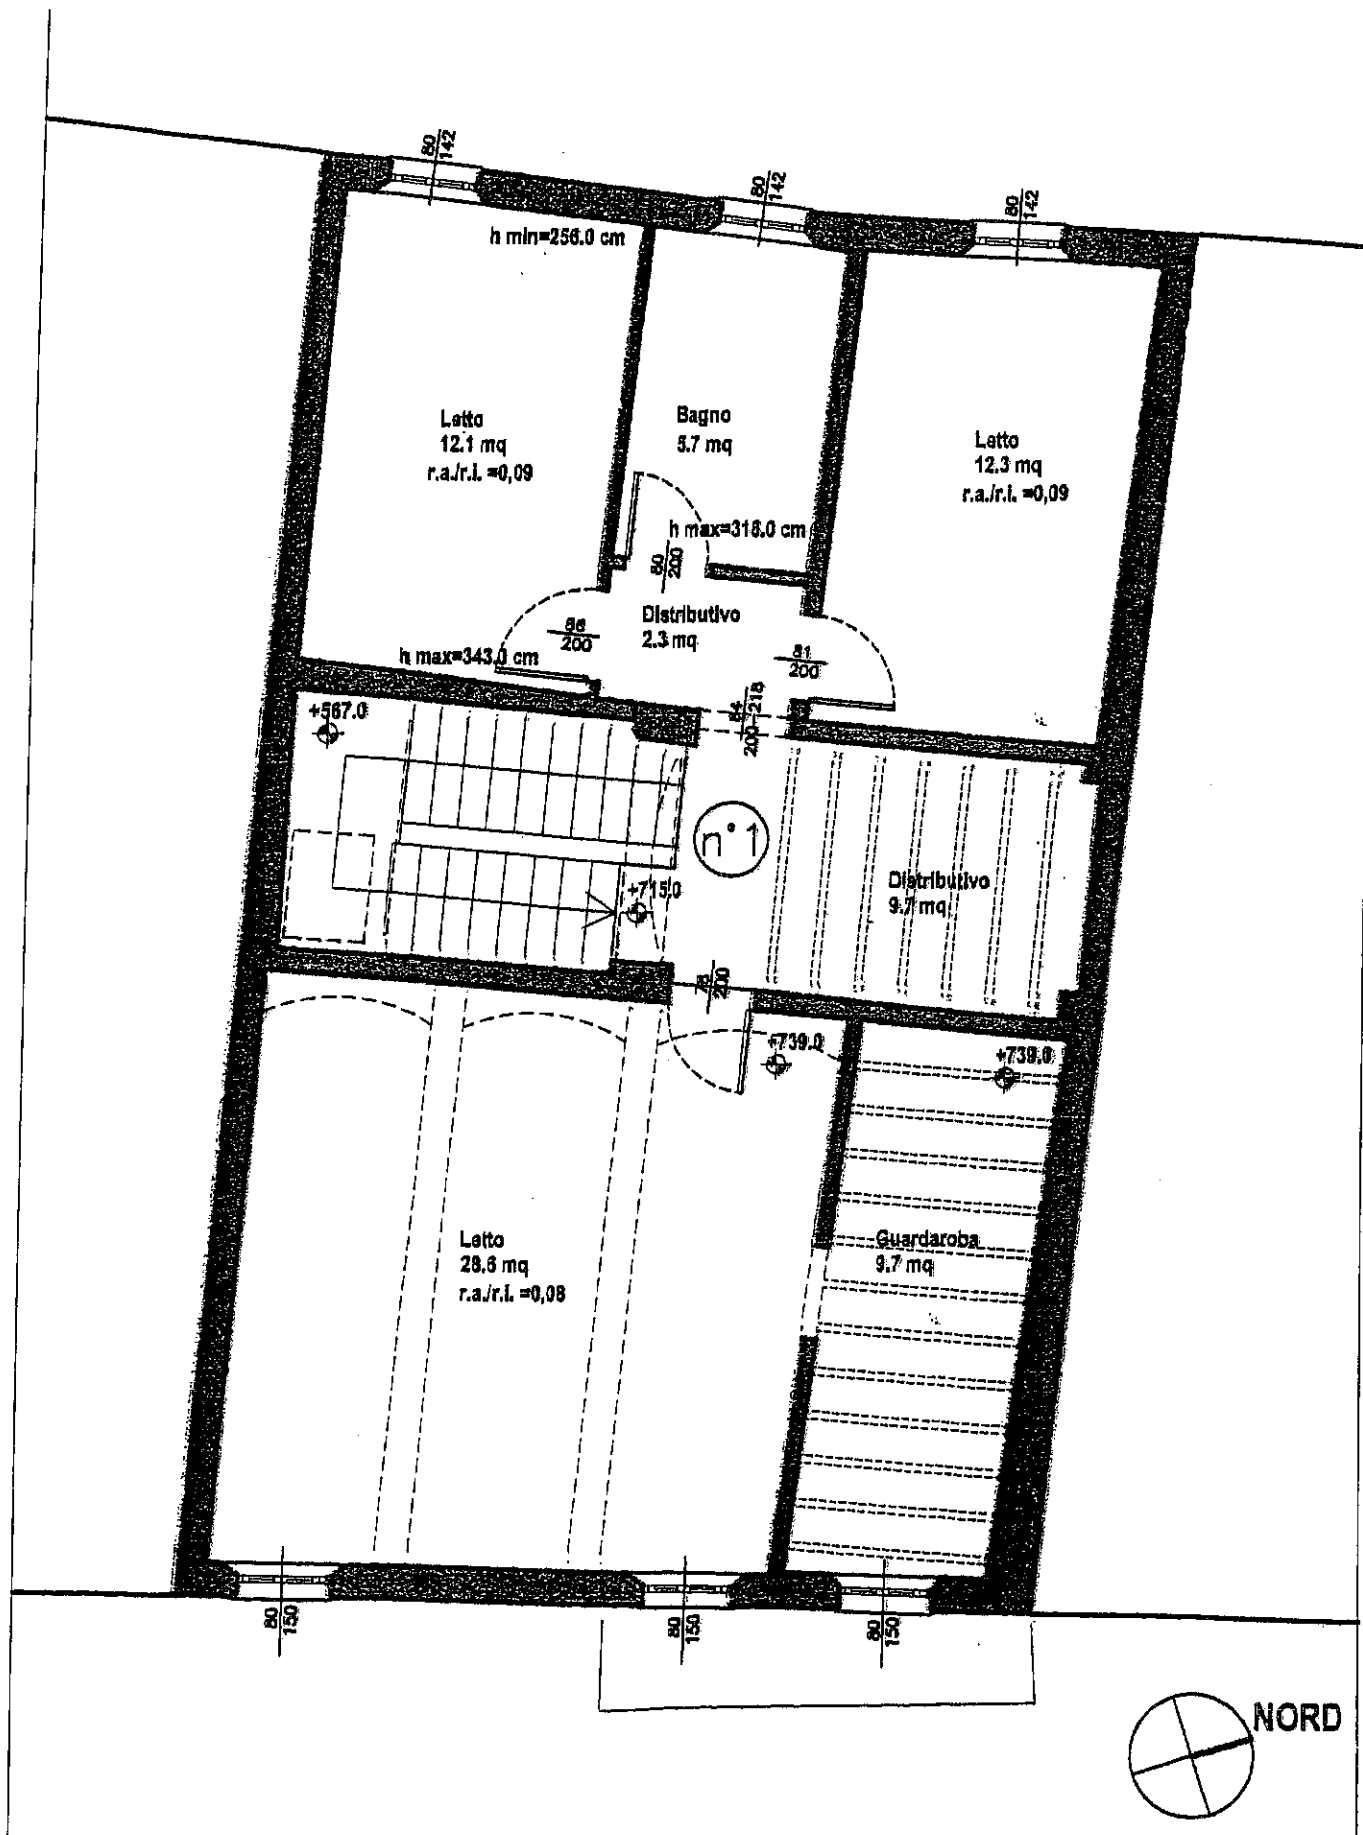 80
142
80
142
80
142
h min=256.0 cm
Letto
12.1 mq
r.a./r.i. =0,09
Bagno
5.7 mq
Letto
12.3 mq
r.a./r.i. =0,09
h max=318.0 cm
80
200
Distributivo
2.3 mq
86
200
81
200
h max=343.0 cm
+567.0
84
218
200
n°1
Distributivo
9.7 mq
+715.0
78
200
+739.0
+739.0
Letto
28.6 mq
r.a./r.i. =0,08
Guardaroba
9.7 mq
80
150
80
150
80
150
NORD